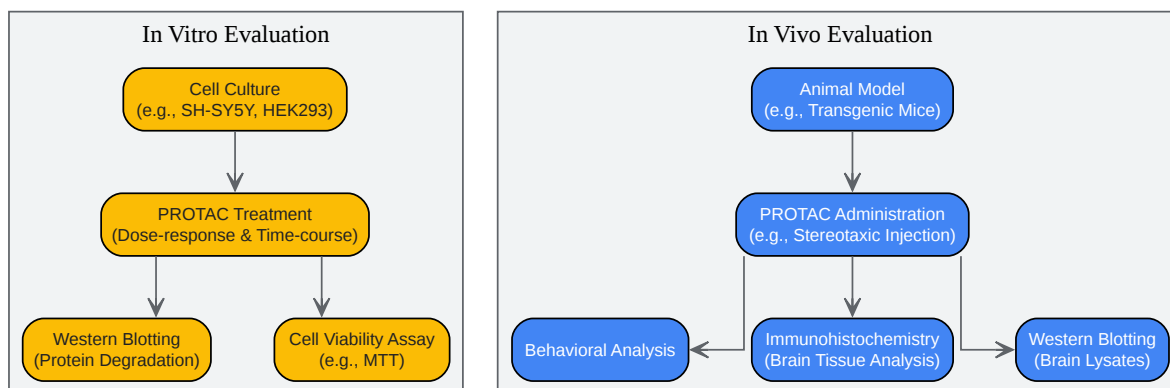 In Vitro Evaluation
Cell Culture
(e.g., SH-SY5Y, HEK293)
PROTAC Treatment
(Dose-response & Time-course)
Western Blotting
(Protein Degradation)
Cell Viability Assay
(e.g., MTT)
In Vivo Evaluation
Animal Model
(e.g., Transgenic Mice)
PROTAC Administration
(e.g., Stereotaxic Injection)
Behavioral Analysis
Immunohistochemistry
(Brain Tissue Analysis)
Western Blotting
(Brain Lysates)